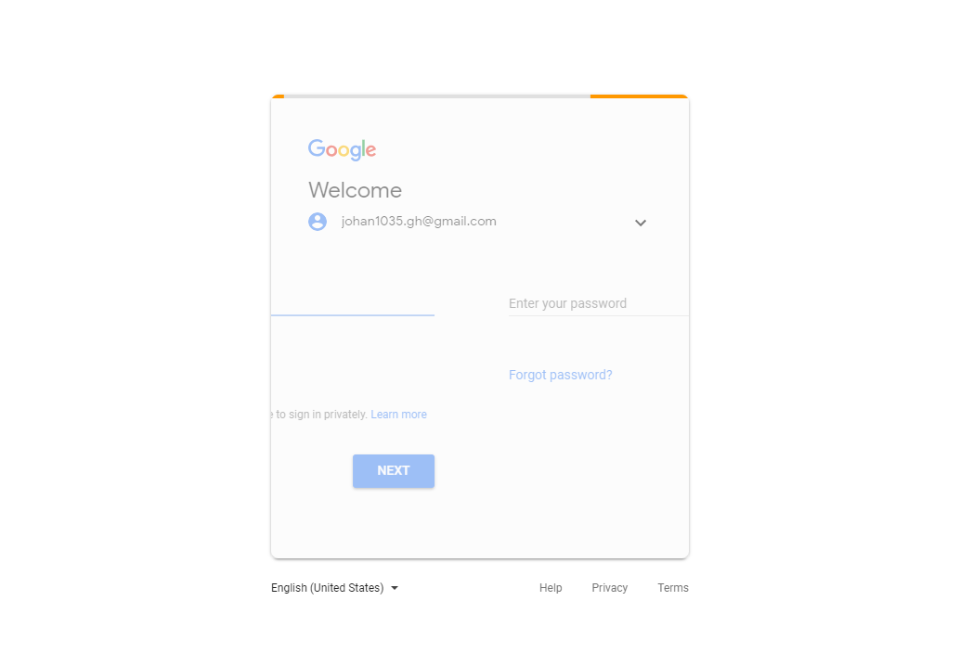 Google
Welcome
johan1035.gh@gmail.com
Enter your password
Forgot password?
to sign in privately. Learn more
NEXT
English (United States)
Help Privacy Terms